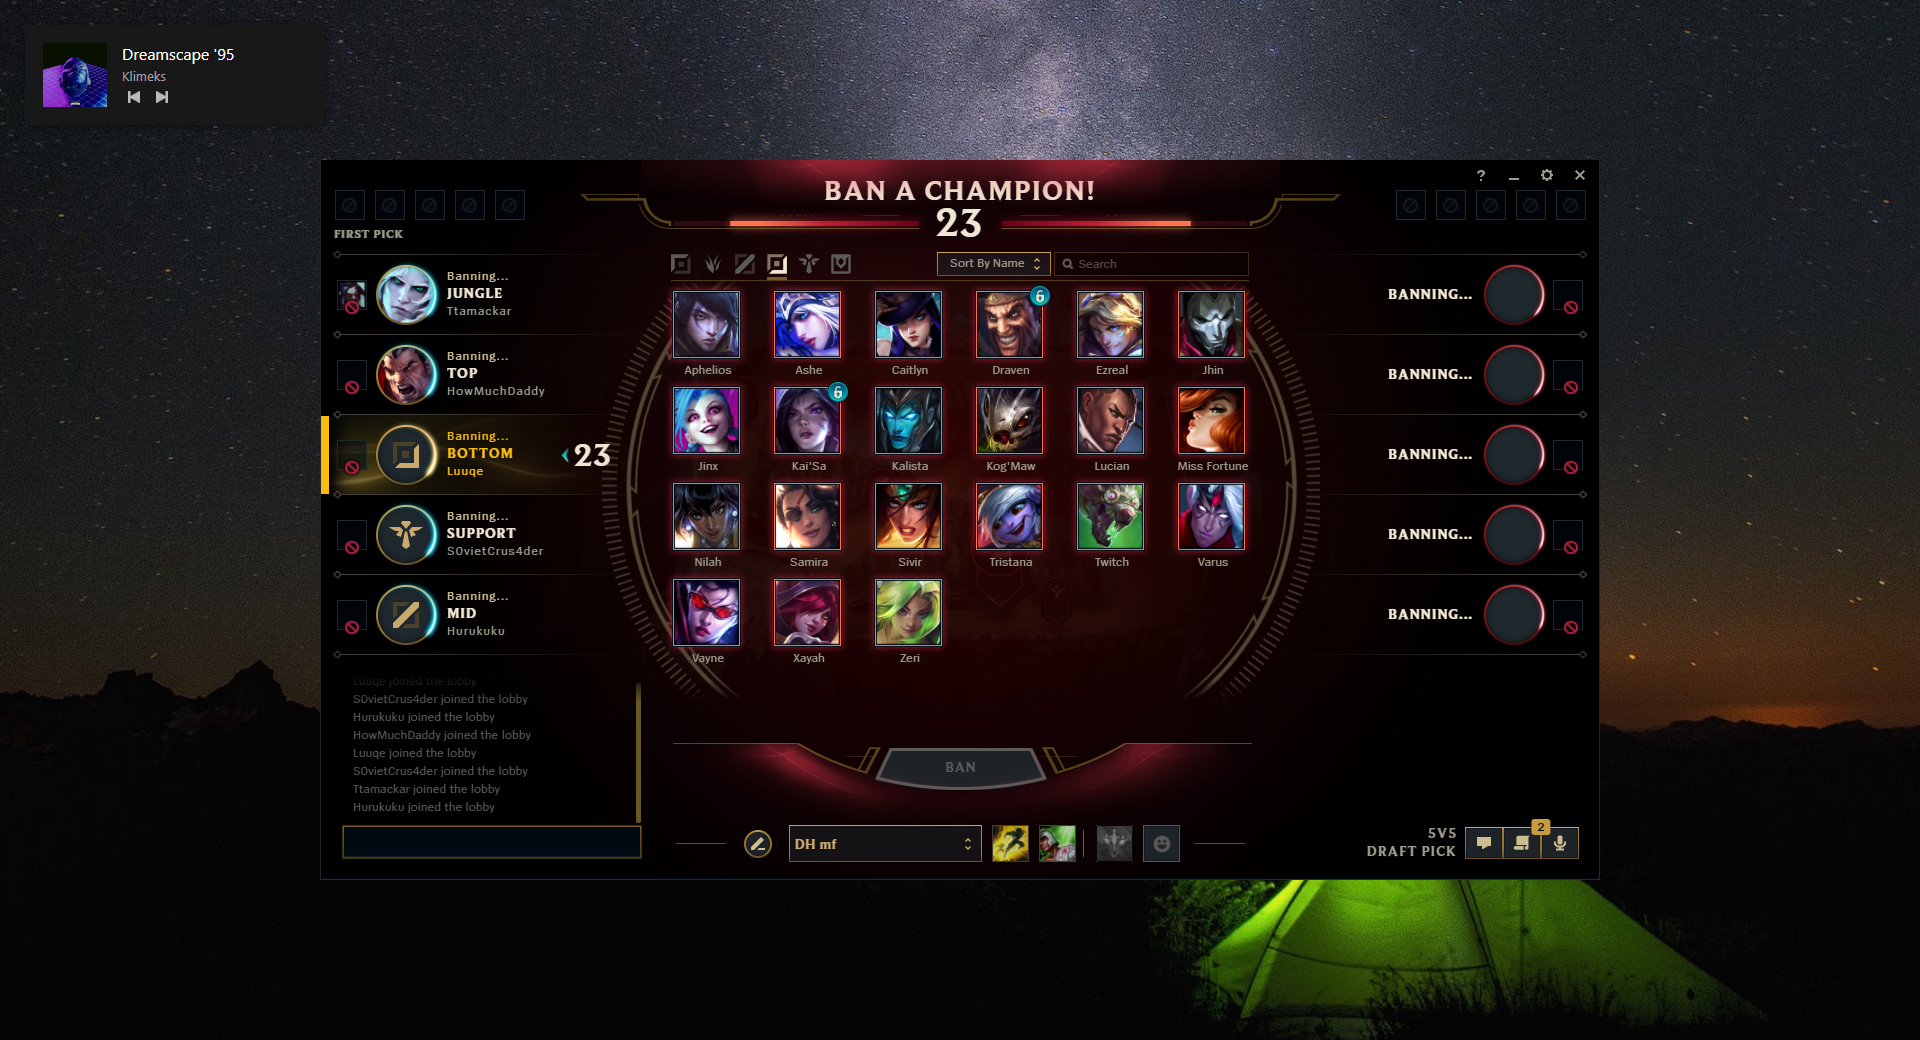 Dreamscape '95
Klimeks
BAN A CHAMPION!
23
FIRST PICK
Sort By Name
Search
Banning...
JUNGLE
Ttamackar
Banning...
TOP
HowMuchDaddy
Banning...
BOTTOM
Luuqe
23
Banning...
SUPPORT
S0vietCrus4der
Banning...
MID
Hurukuku
Aphelios
Ashe
Caitlyn
Draven
Ezreal
Jhin
6
Jinx
Kai'Sa
Kalista
Kog'Maw
Lucian
Miss Fortune
6
Nilah
Samira
Sivir
Tristana
Twitch
Varus
Vayne
Xayah
Zeri
BANNING...
BANNING...
BANNING...
BANNING...
BANNING...
Luuqe joined the lobby
S0vietCrus4der joined the lobby
Hurukuku joined the lobby
HowMuchDaddy joined the lobby
Luuqe joined the lobby
S0vietCrus4der joined the lobby
Ttamackar joined the lobby
Hurukuku joined the lobby
BAN
DH mf
5V5
DRAFT PICK
2
?